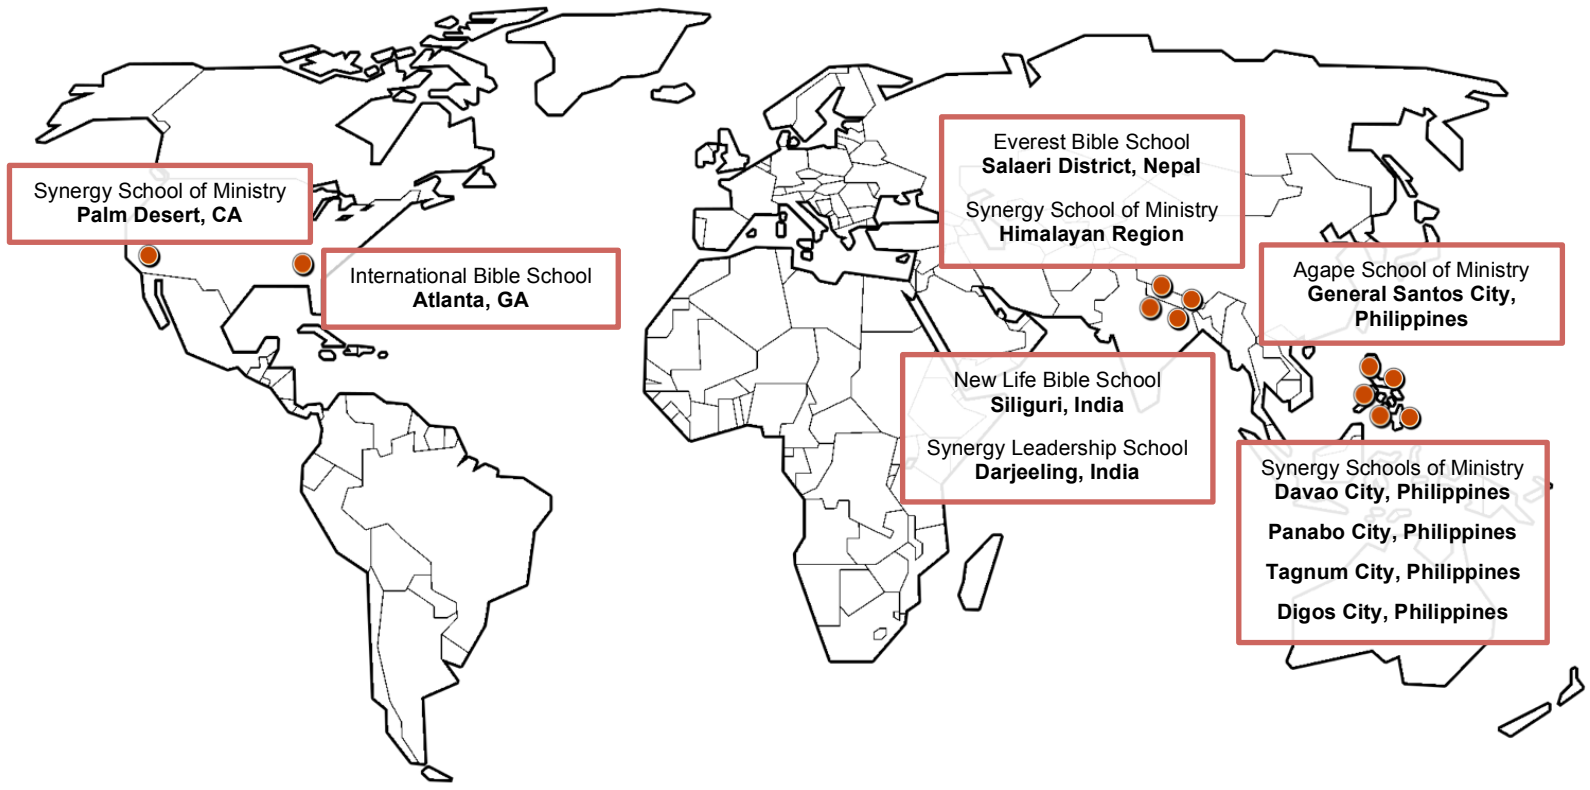 Synergy School of Ministry
Palm Desert, CA
International Bible School
Atlanta, GA
Everest Bible School
Salaeri District, Nepal
Synergy School of Ministry
Himalayan Region
Agape School of Ministry
General Santos City,
Philippines
New Life Bible School
Siliguri, India
Synergy Leadership School
Darjeeling, India
Synergy Schools of Ministry
Davao City, Philippines
Panabo City, Philippines
Tagnum City, Philippines
Digos City, Philippines